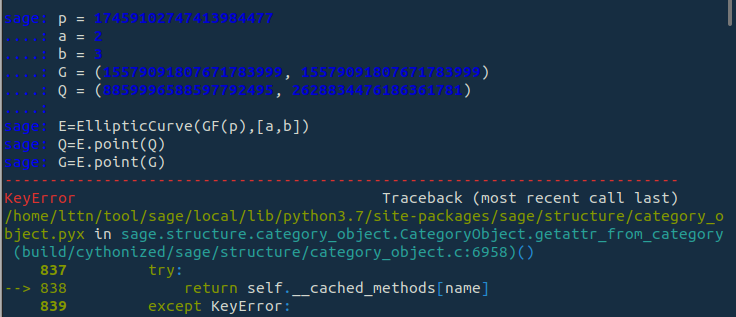 sage: p = 17459102747413984477
....: a = 2
....: b = 3
....: G = (15579091807671783999, 15579091807671783999)
....: Q = (8859996588597792495, 2628834476186361781)
....:
sage: E=EllipticCurve(GF(p),[a,b])
sage: Q=E.point(Q)
sage: G=E.point(G)
---------------------------------------------------------------------------
KeyError                                  Traceback (most recent call last)
/home/lttn/tool/sage/local/lib/python3.7/site-packages/sage/structure/category_o
bject.pyx in sage.structure.category_object.CategoryObject.getattr_from_category
 (build/cythonized/sage/structure/category_object.c:6958)()
    837         try:
--> 838             return self.__cached_methods[name]
    839         except KeyError: